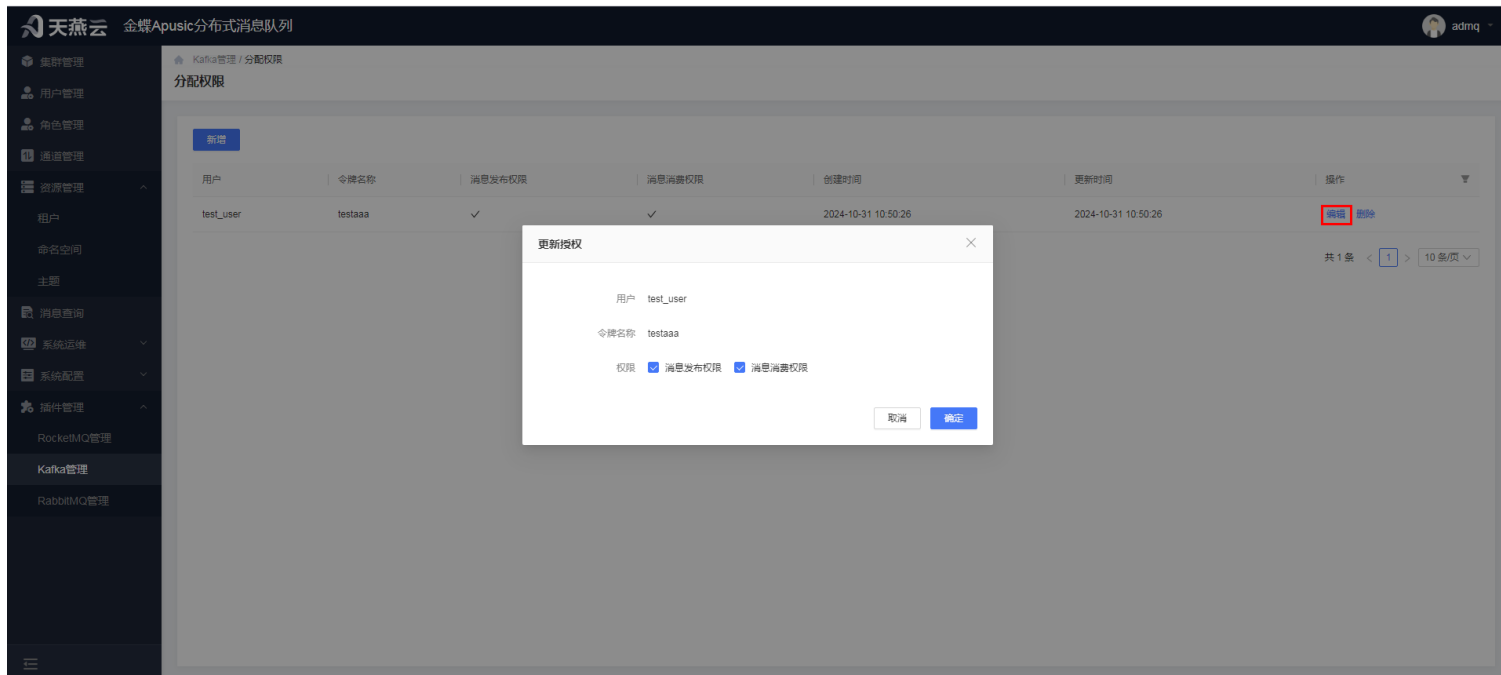 天燕云 金蝶Apusic分布式消息队列
admq
集群管理
用户管理
角色管理
通道管理
资源管理
租户
命名空间
主题
消息查询
系统运维
系统配置
插件管理
RocketMQ管理
Kafka管理
RabbitMQ管理
Kafka管理 / 分配权限
分配权限
新增
用户 令牌名称 消息发布权限 消息消费权限 创建时间 更新时间 操作
test_user testaaa 2024-10-31 10:50:26 2024-10-31 10:50:26 编辑 删除
共 1 条 < 1 > 10 条/页
更新授权
用户 test_user
令牌名称 testaaa
权限 消息发布权限 消息消费权限
取消 确定